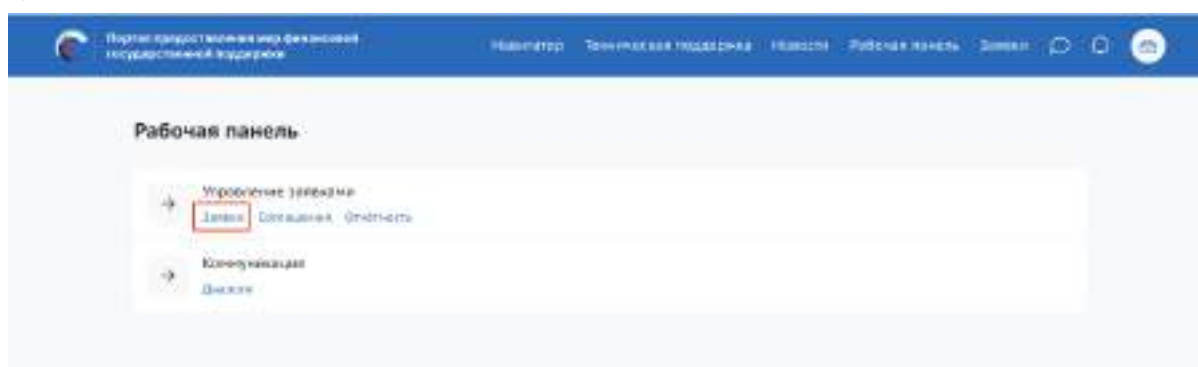 Портал предоставления мер финансовой
государственной поддержки
Навигатор Техническая поддержка Новости Рабочая панель Заявки
Рабочая панель
Управление заявками
Заявки Соглашения Отчётность
Коммуникация
Диалоги